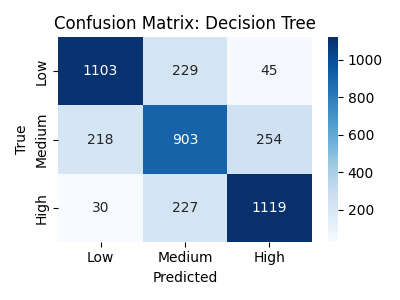 Confusion Matrix: Decision Tree
True
Low
1103 229 45
Medium
218 903 254
High
30 227 1119
Low Medium High
Predicted
1000
800
600
400
200